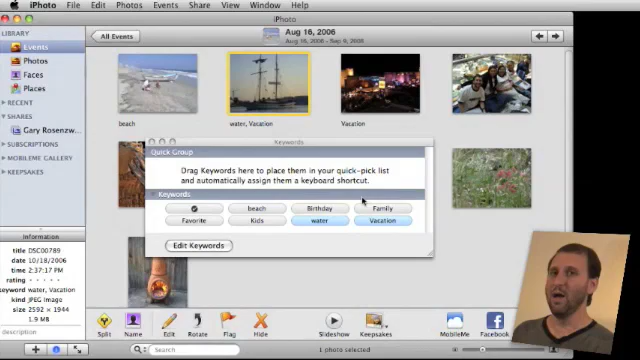 iPhoto File Edit Photos Events Share View Window Help
iPhoto
LIBRARY
Events
Photos
Faces
Places
RECENT
SHARES
Gary Rosenzw...
SUBSCRIPTIONS
MOBILEME GALLERY
All Events
Aug 16, 2006
Aug 16, 2006 - Sep 9, 2006
beach
water, Vacation
Vacation
Keywords
Quick Group
Drag Keywords here to place them in your quick-pick list
and automatically assign them a keyboard shortcut.
Keywords
beach Birthday Family
Favorite Kids water Vacation
Edit Keywords
Information
title DSC00789
date 10/18/2006
2:37:17 PM
keyword water, Vacation
kind JPEG Image
size 2592 × 1944
1.9 MB
description
Split Name Edit Rotate Flag Hide Slideshow Keepsakes MobileMe Facebook
Search
1 photo selected